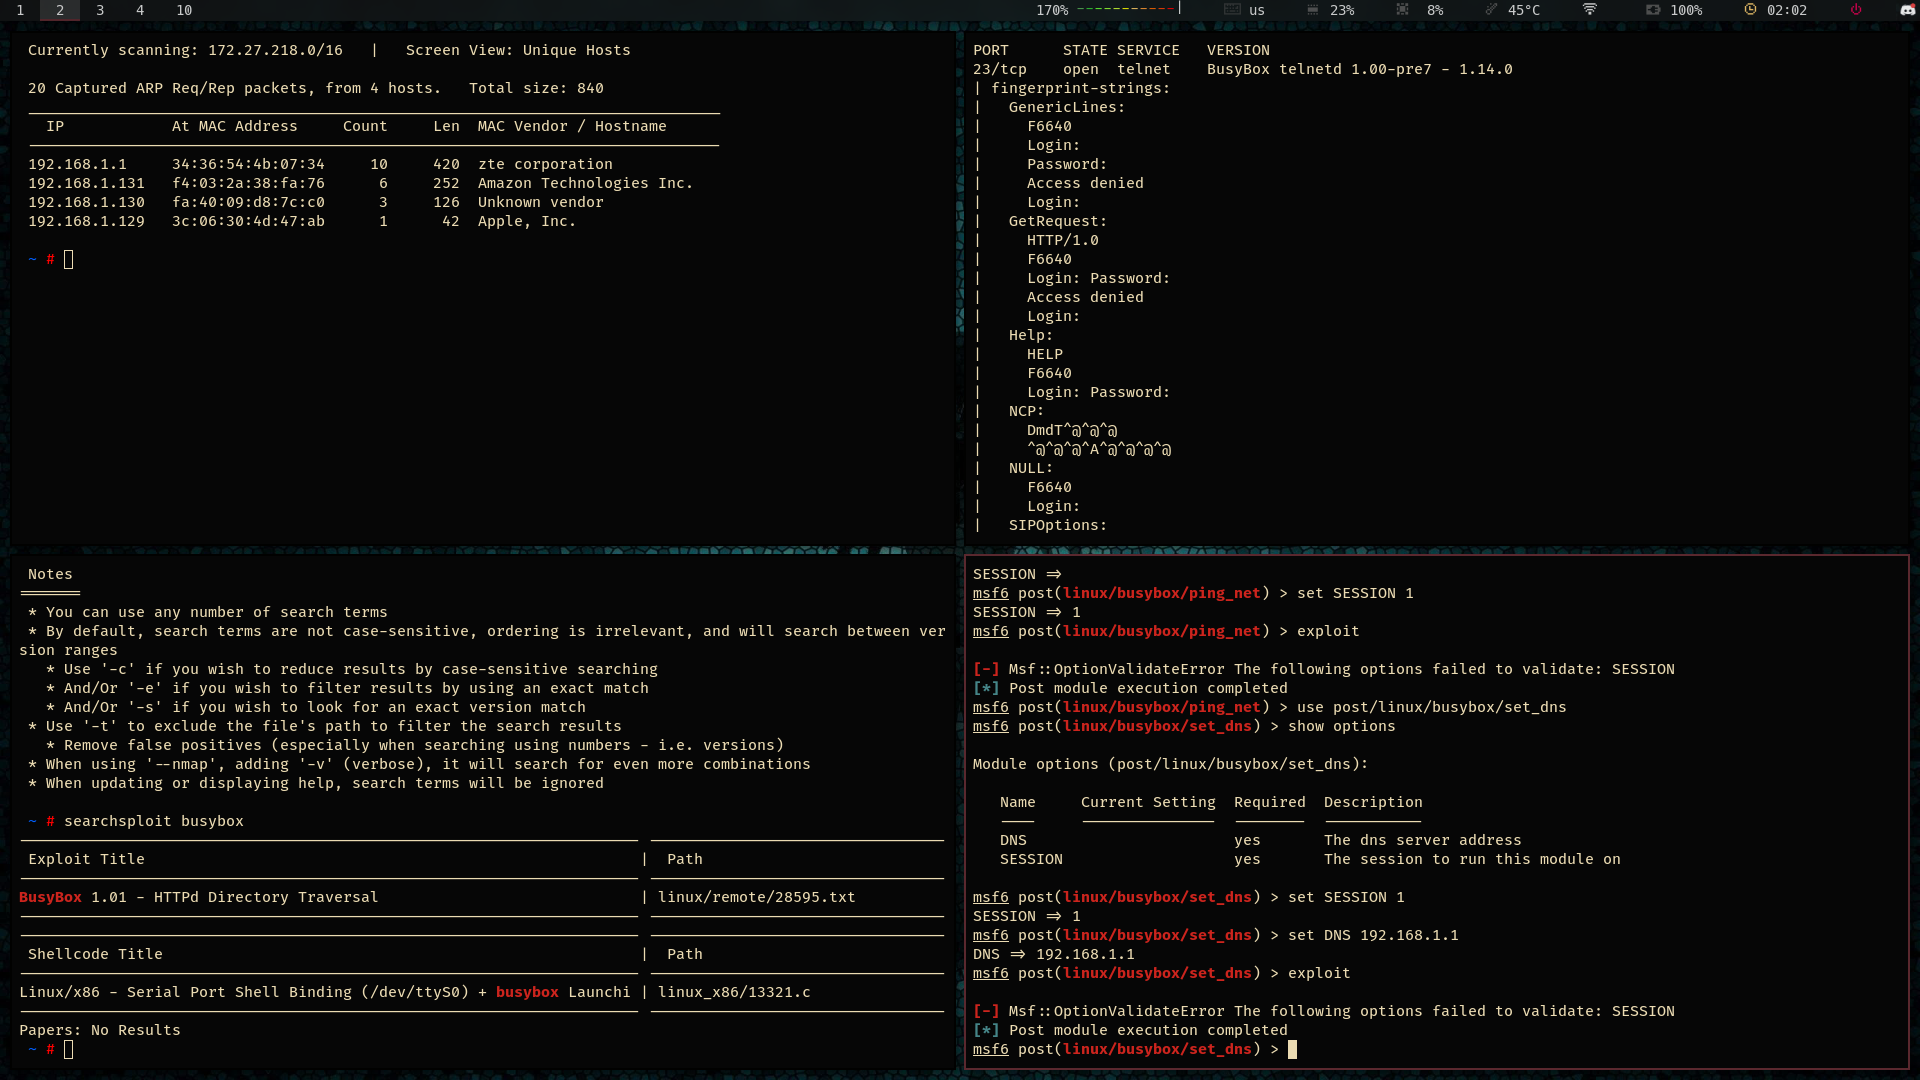 1 2 3 4 10 170% us 23% 8% 45°C 100% 02:02
Currently scanning: 172.27.218.0/16 | Screen View: Unique Hosts
20 Captured ARP Req/Rep packets, from 4 hosts. Total size: 840
IP At MAC Address Count Len MAC Vendor / Hostname
192.168.1.1 34:36:54:4b:07:34 10 420 zte corporation
192.168.1.131 f4:03:2a:38:fa:76 6 252 Amazon Technologies Inc.
192.168.1.130 fa:40:09:d8:7c:c0 3 126 Unknown vendor
192.168.1.129 3c:06:30:4d:47:ab 1 42 Apple, Inc.
~ #
PORT STATE SERVICE VERSION
23/tcp open telnet BusyBox telnetd 1.00-pre7 - 1.14.0
| fingerprint-strings:
| GenericLines:
| F6640
| Login:
| Password:
| Access denied
| Login:
| GetRequest:
| HTTP/1.0
| F6640
| Login: Password:
| Access denied
| Login:
| Help:
| HELP
| F6640
| Login: Password:
| NCP:
| DmdT^@^@^@
| ^@^@^@^A^@^@^@^@
| NULL:
| F6640
| Login:
| SIPOptions:
Notes
* You can use any number of search terms
* By default, search terms are not case-sensitive, ordering is irrelevant, and will search between ver
sion ranges
* Use '-c' if you wish to reduce results by case-sensitive searching
* And/Or '-e' if you wish to filter results by using an exact match
* And/Or '-s' if you wish to look for an exact version match
* Use '-t' to exclude the file's path to filter the search results
* Remove false positives (especially when searching using numbers - i.e. versions)
* When using '--nmap', adding '-v' (verbose), it will search for even more combinations
* When updating or displaying help, search terms will be ignored
~ # searchsploit busybox
Exploit Title | Path
BusyBox 1.01 - HTTPd Directory Traversal | linux/remote/28595.txt
Shellcode Title | Path
Linux/x86 - Serial Port Shell Binding (/dev/ttyS0) + busybox Launchi | linux_x86/13321.c
Papers: No Results
~ #
SESSION =>
msf6 post(linux/busybox/ping_net) > set SESSION 1
SESSION => 1
msf6 post(linux/busybox/ping_net) > exploit
[-] Msf::OptionValidateError The following options failed to validate: SESSION
[*] Post module execution completed
msf6 post(linux/busybox/ping_net) > use post/linux/busybox/set_dns
msf6 post(linux/busybox/set_dns) > show options
Module options (post/linux/busybox/set_dns):
Name Current Setting Required Description
DNS yes The dns server address
SESSION yes The session to run this module on
msf6 post(linux/busybox/set_dns) > set SESSION 1
SESSION => 1
msf6 post(linux/busybox/set_dns) > set DNS 192.168.1.1
DNS => 192.168.1.1
msf6 post(linux/busybox/set_dns) > exploit
[-] Msf::OptionValidateError The following options failed to validate: SESSION
[*] Post module execution completed
msf6 post(linux/busybox/set_dns) >